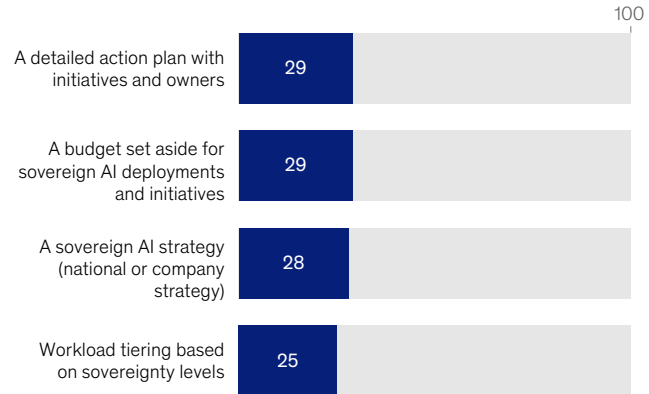 100
A detailed action plan with
initiatives and owners
29
A budget set aside for
sovereign AI deployments
and initiatives
29
A sovereign AI strategy
(national or company
strategy)
28
Workload tiering based
on sovereignty levels
25